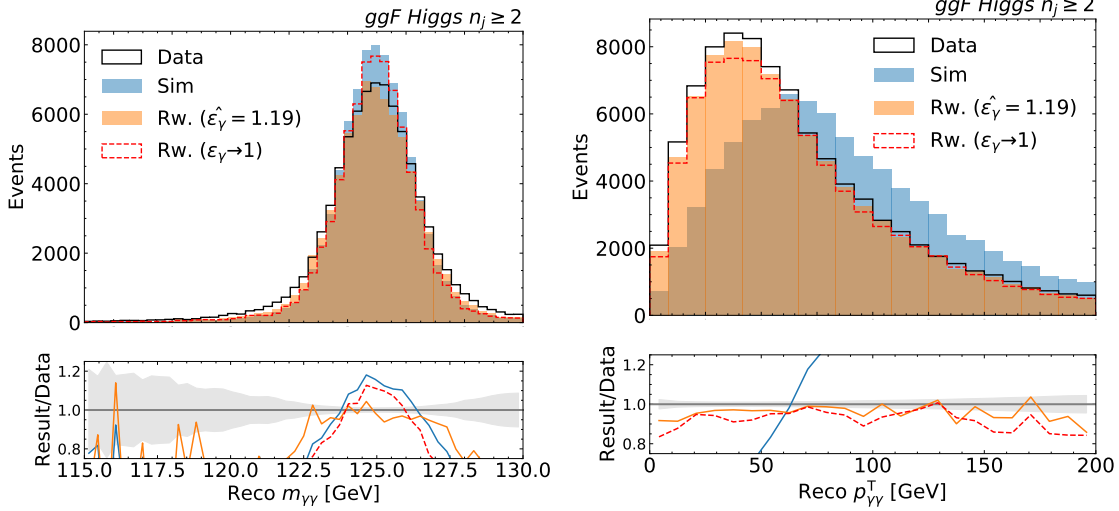 ggF Higgs n_j ≥ 2
8000
6000
4000
2000
0
Events
Data
Sim
Rw. (ε̂_γ = 1.19)
Rw. (ε_γ→1)
1.2
1.0
0.8
Result/Data
115.0 117.5 120.0 122.5 125.0 127.5 130.0
Reco m_γγ [GeV]
ggF Higgs n_j ≥ 2
8000
6000
4000
2000
0
Events
Data
Sim
Rw. (ε̂_γ = 1.19)
Rw. (ε_γ→1)
1.2
1.0
0.8
Result/Data
0 50 100 150 200
Reco p^T_γγ [GeV]